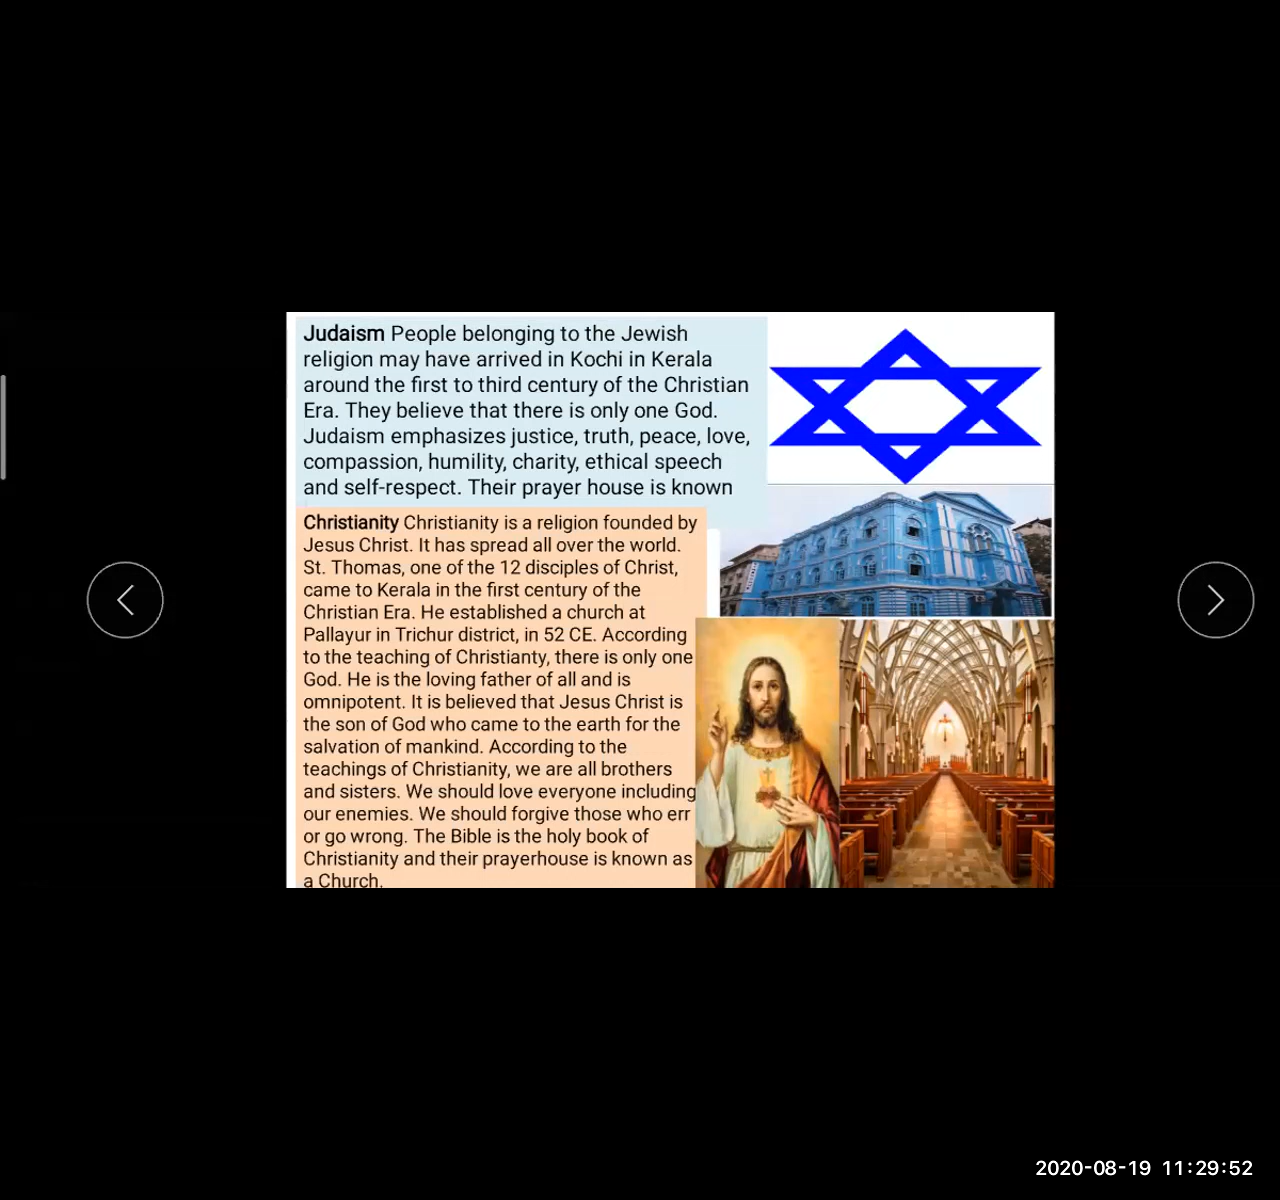 Judaism People belonging to the Jewish
religion may have arrived in Kochi in Kerala
around the first to third century of the Christian
Era. They believe that there is only one God.
Judaism emphasizes justice, truth, peace, love,
compassion, humility, charity, ethical speech
and self-respect. Their prayer house is known
Christianity Christianity is a religion founded by
Jesus Christ. It has spread all over the world.
St. Thomas, one of the 12 disciples of Christ,
came to Kerala in the first century of the
Christian Era. He established a church at
Pallayur in Trichur district, in 52 CE. According
to the teaching of Christianty, there is only one
God. He is the loving father of all and is
omnipotent. It is believed that Jesus Christ is
the son of God who came to the earth for the
salvation of mankind. According to the
teachings of Christianity, we are all brothers
and sisters. We should love everyone including
our enemies. We should forgive those who err
or go wrong. The Bible is the holy book of
Christianity and their prayerhouse is known as
a Church.
2020-08-19 11:29:52